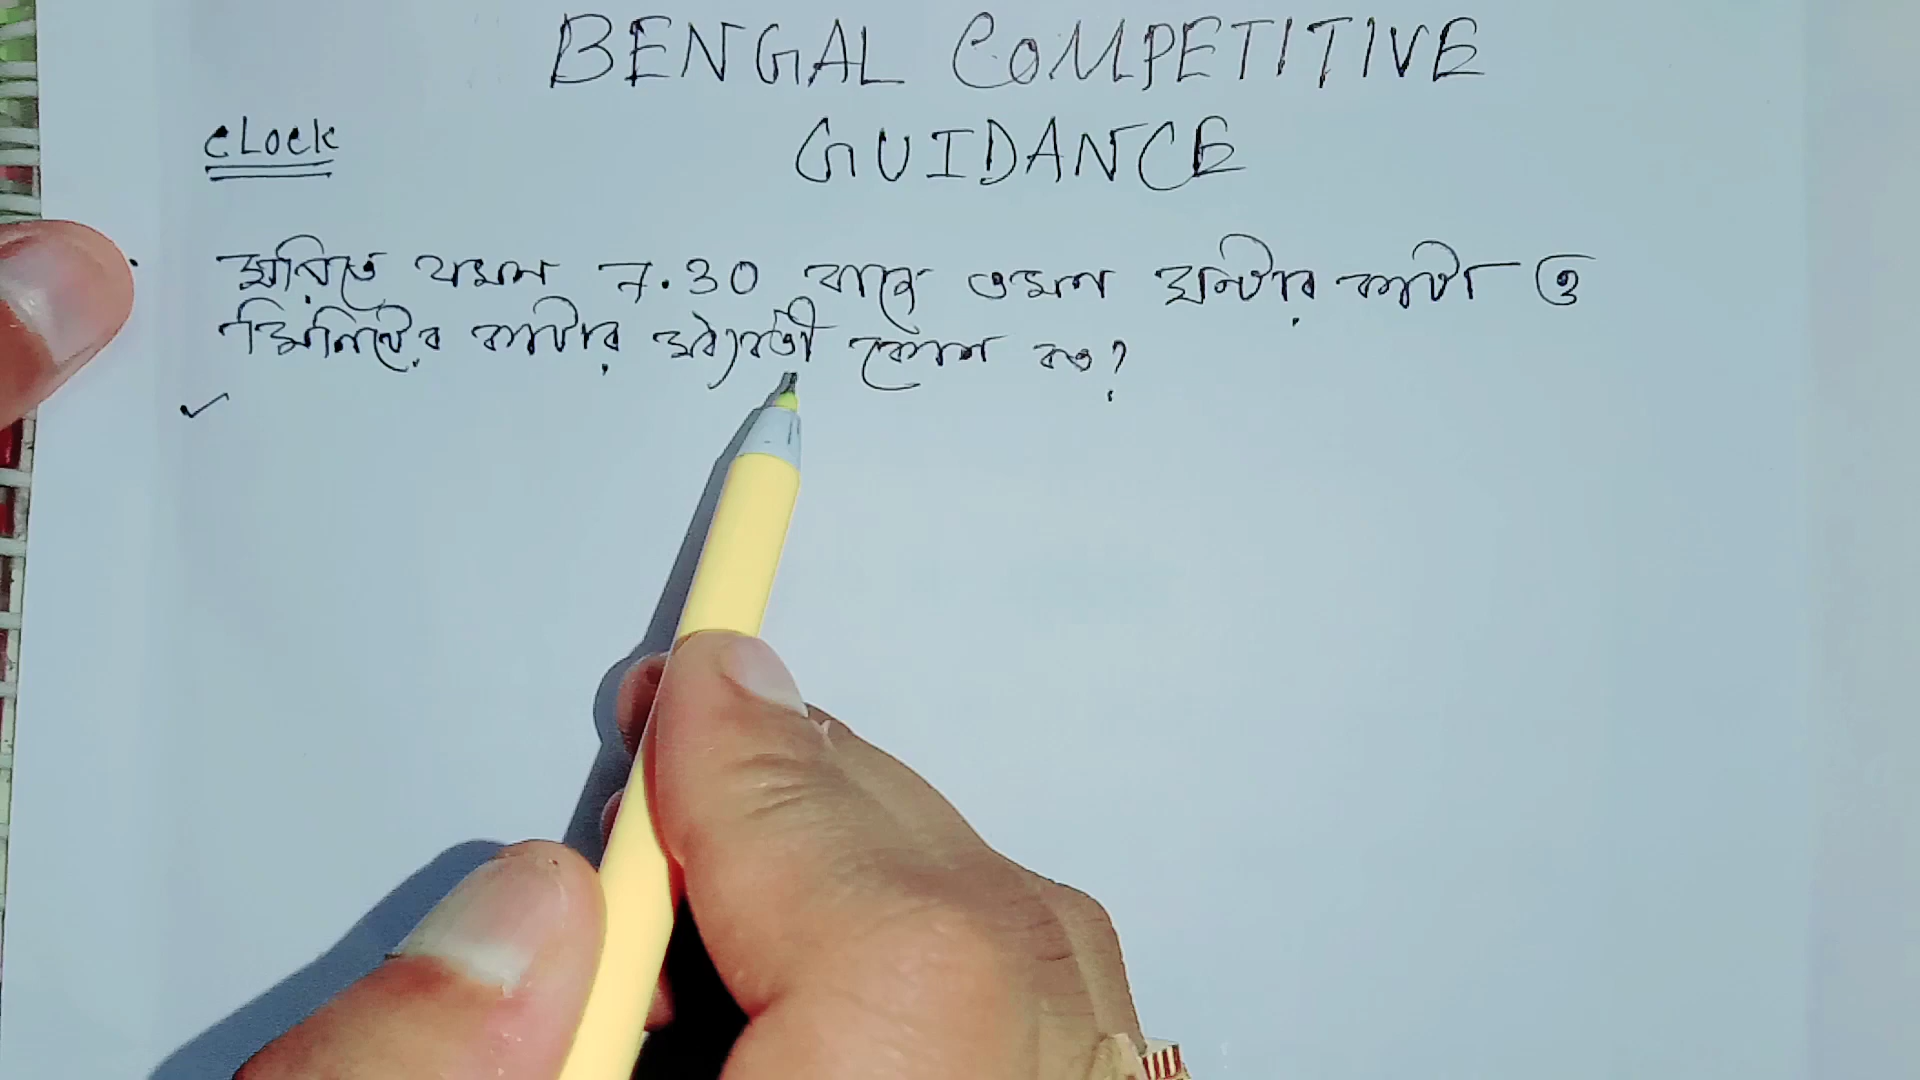 BENGAL COMPETITIVE
GUIDANCE
CLOCK
ঘড়িতে যখন 7.30 বাজে তখন ঘন্টার কাটা ও
মিনিটের কাটার মধ্যবর্তী কোণ কত?